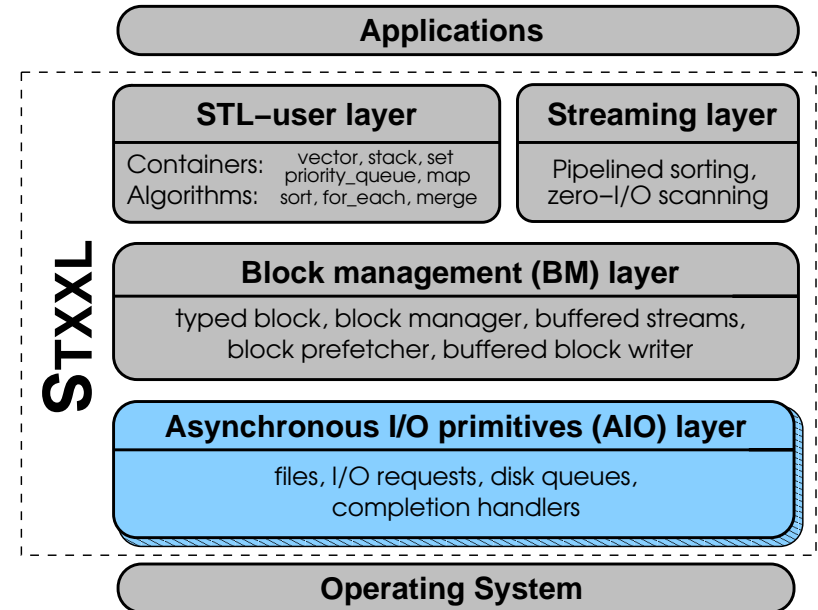 Applications
STL–user layer
Containers: vector, stack, set
priority_queue, map
Algorithms: sort, for_each, merge
Streaming layer
Pipelined sorting,
zero–I/O scanning
STXXL
Block management (BM) layer
typed block, block manager, buffered streams,
block prefetcher, buffered block writer
Asynchronous I/O primitives (AIO) layer
files, I/O requests, disk queues,
completion handlers
Operating System